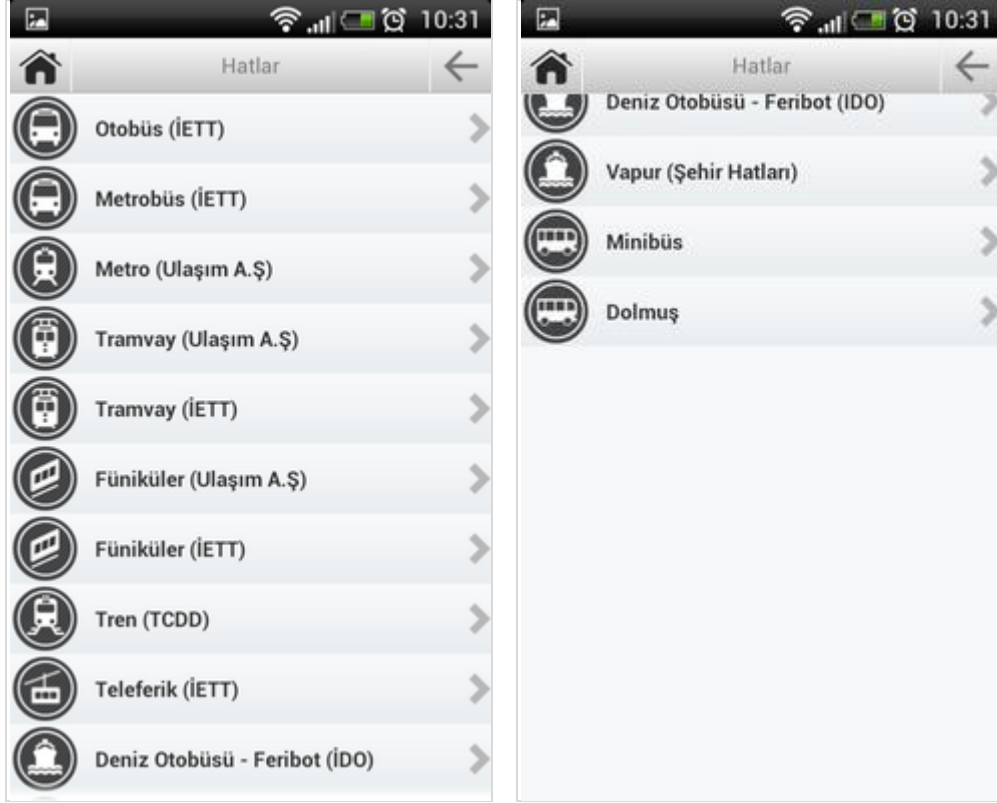 10:31
Hatlar
Otobüs (İETT)
Metrobüs (İETT)
Metro (Ulaşım A.Ş)
Tramvay (Ulaşım A.Ş)
Tramvay (İETT)
Füniküler (Ulaşım A.Ş)
Füniküler (İETT)
Tren (TCDD)
Teleferik (İETT)
Deniz Otobüsü - Feribot (İDO)
10:31
Hatlar
Deniz Otobüsü - Feribot (İDO)
Vapur (Şehir Hatları)
Minibüs
Dolmuş